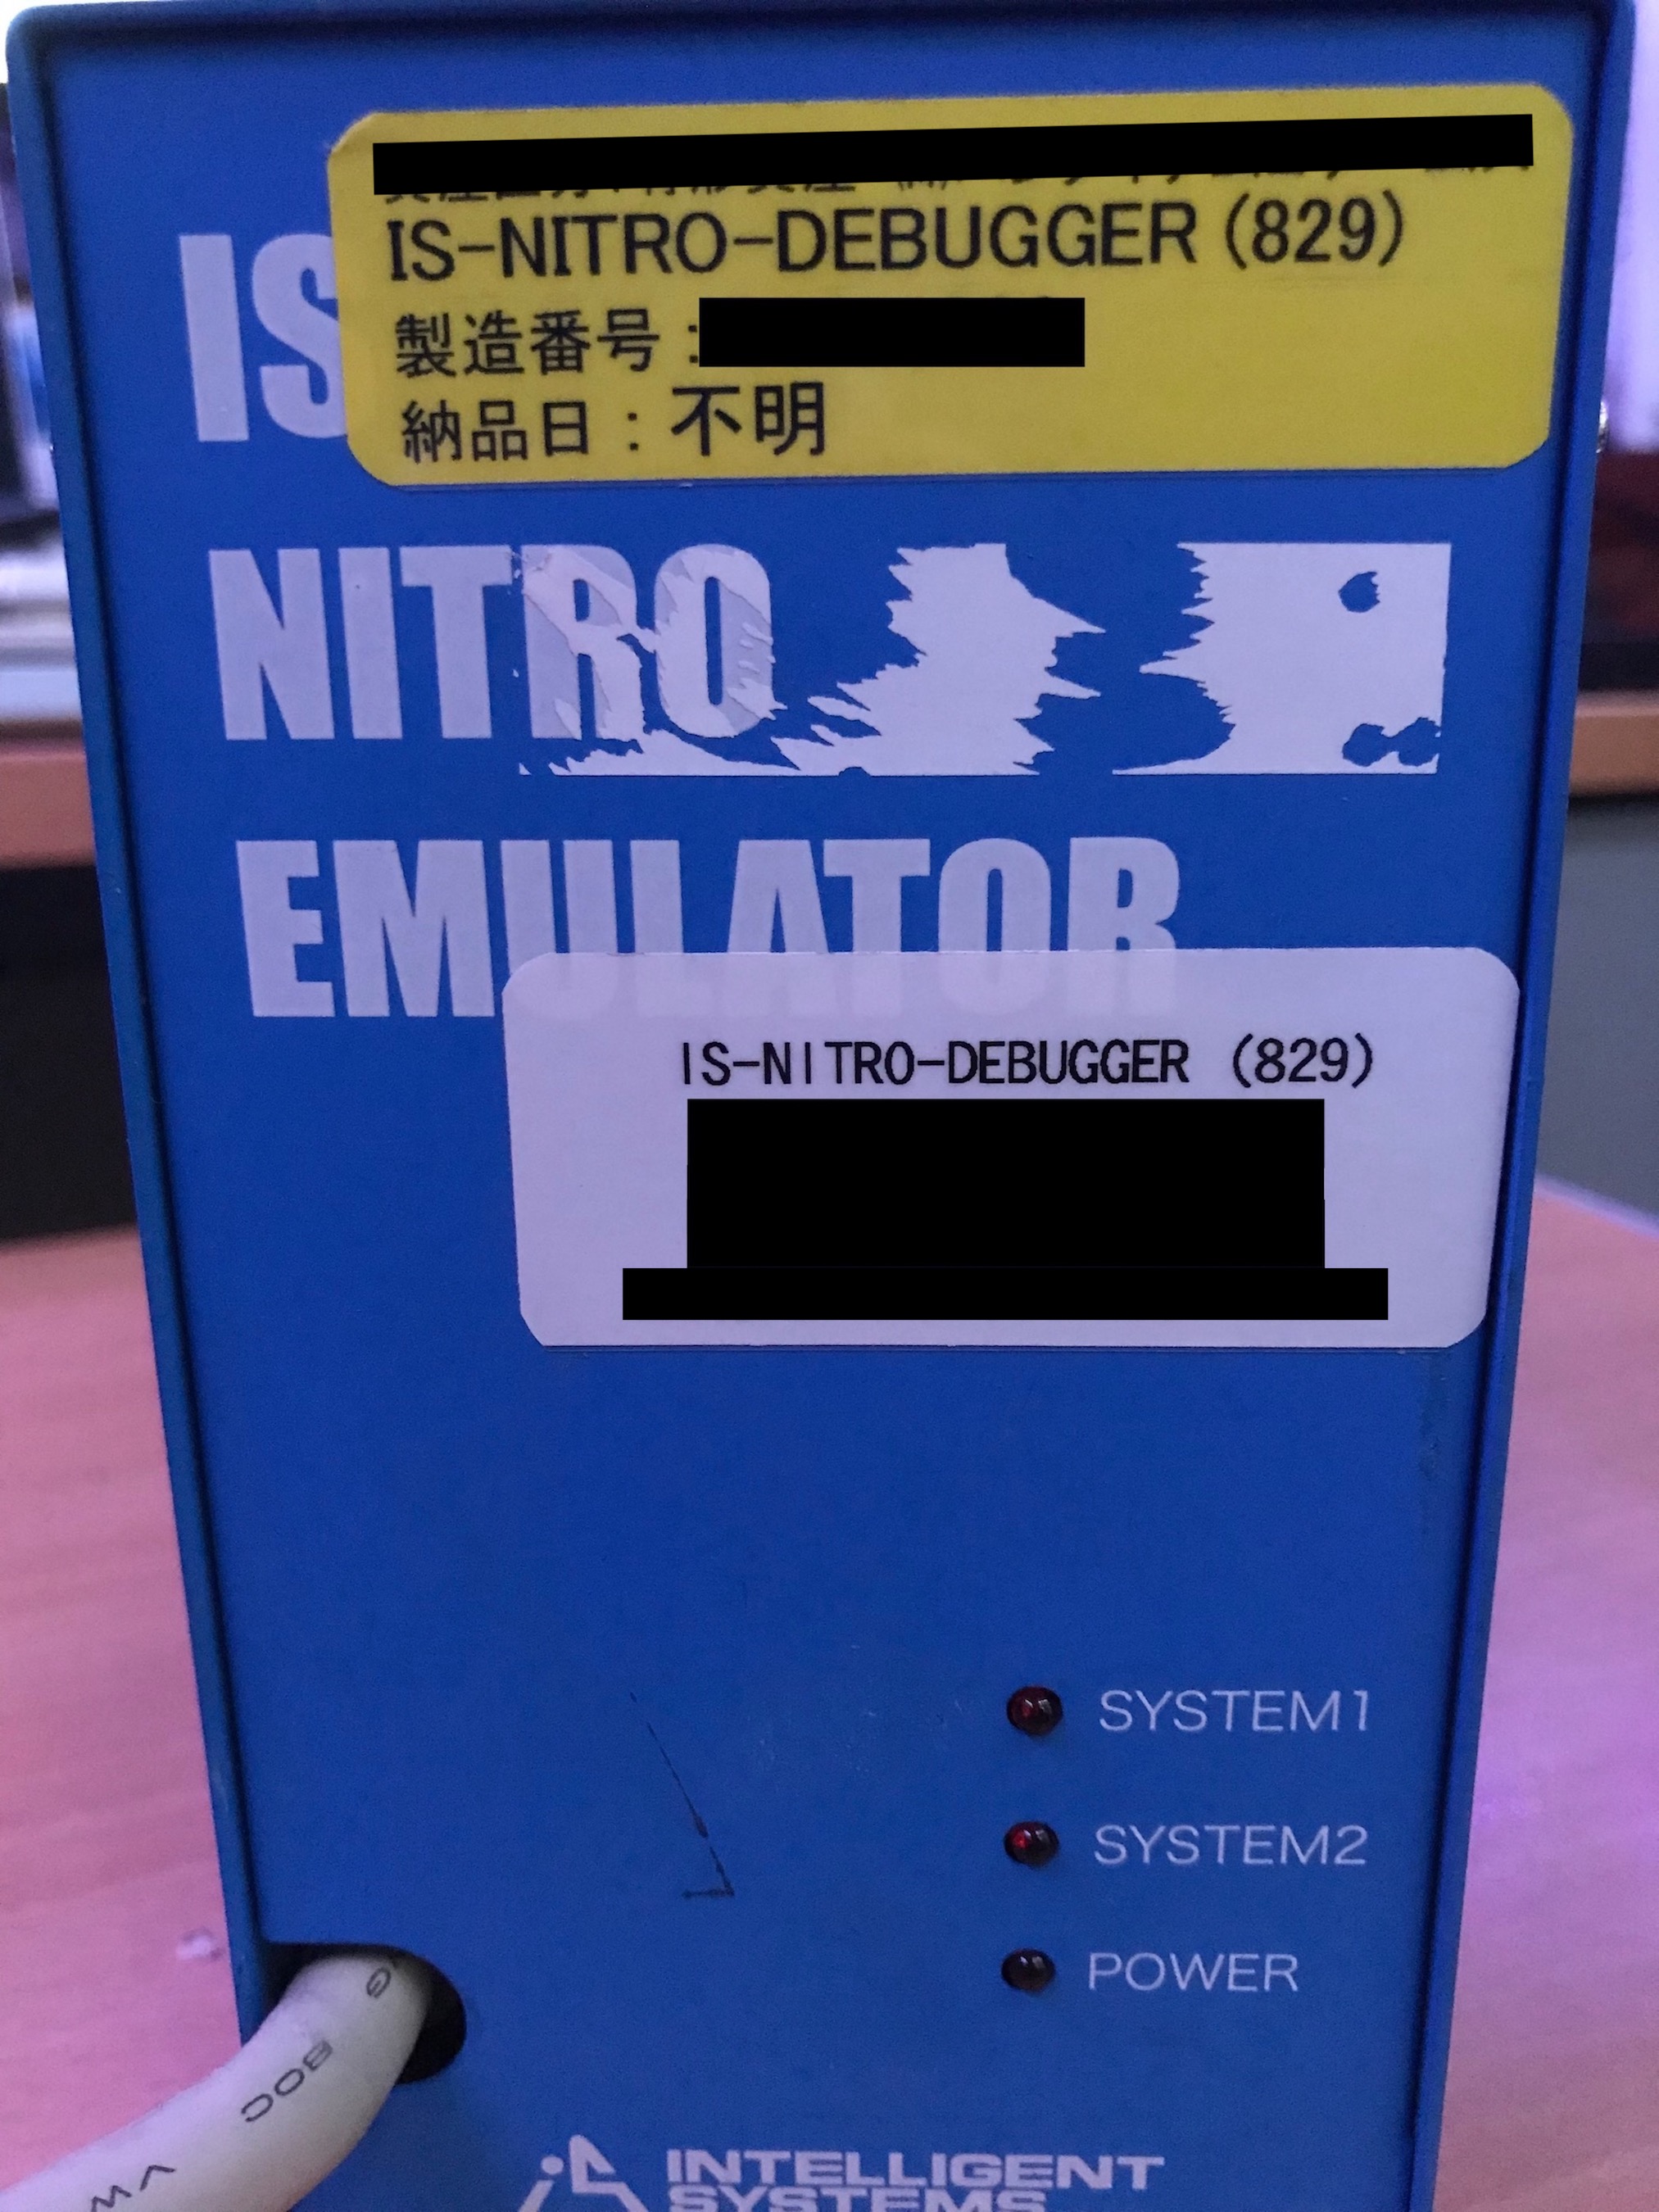 IS-NITRO-DEBUGGER(829)
製造番号:
納品日:不明
IS
NITRO
EMULATOR
IS-NITRO-DEBUGGER (829)
SYSTEM1
SYSTEM2
POWER
INTELLIGENT
SYSTEMS